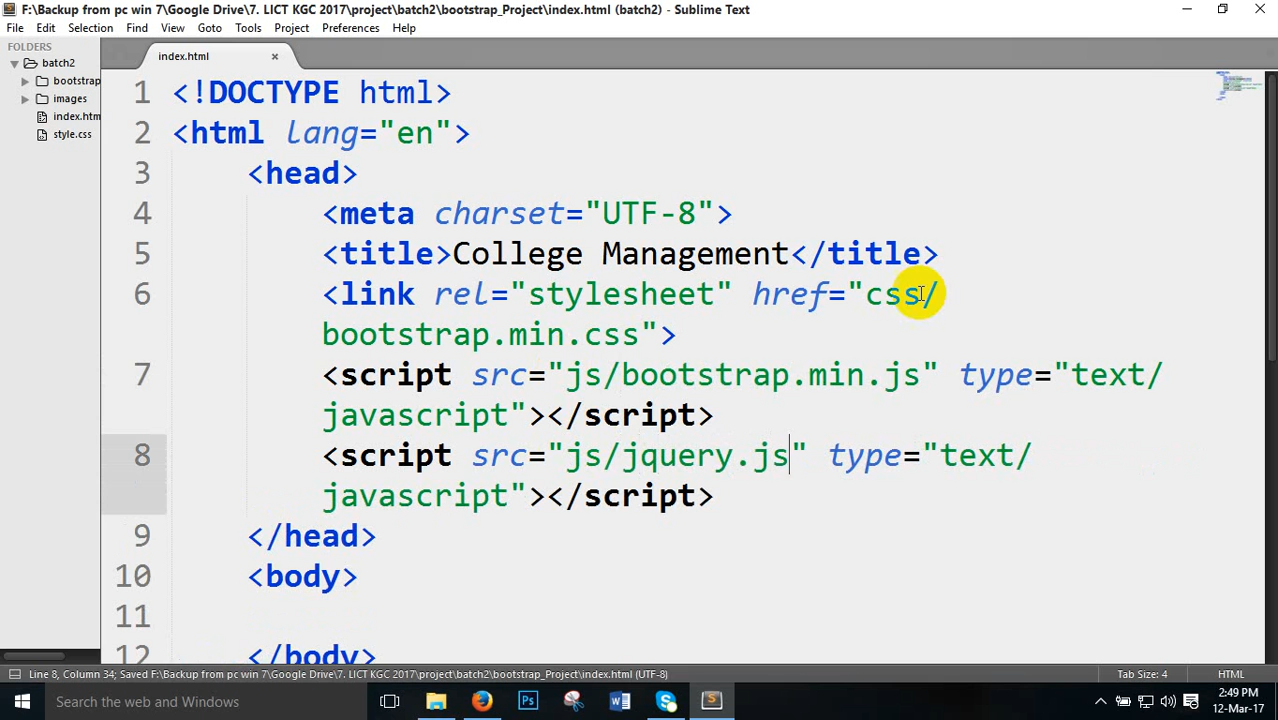 F:\Backup from pc win 7\Google Drive\7. LICT KGC 2017\project\batch2\bootstrap_Project\index.html (batch2) - Sublime Text
File Edit Selection Find View Goto Tools Project Preferences Help
FOLDERS
batch2
bootstrap
images
index.htm
style.css
index.html
1 <!DOCTYPE html>
2 <html lang="en">
3 <head>
4 <meta charset="UTF-8">
5 <title>College Management</title>
6 <link rel="stylesheet" href="css/
bootstrap.min.css">
7 <script src="js/bootstrap.min.js" type="text/
javascript"></script>
8 <script src="js/jquery.js" type="text/
javascript"></script>
9 </head>
10 <body>
11
12 </body>
Line 8, Column 34; Saved F:\Backup from pc win 7\Google Drive\7. LICT KGC 2017\project\batch2\bootstrap_Project\index.html (UTF-8) Tab Size: 4 HTML
Search the web and Windows
2:49 PM
12-Mar-17